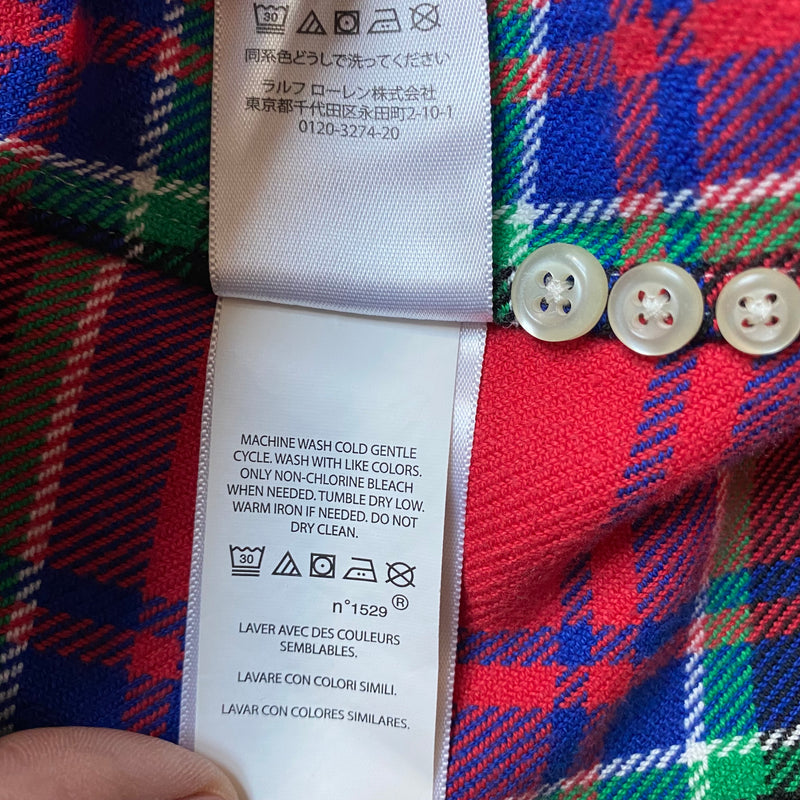 30
同系色どうしで洗ってください
ラルフ ローレン株式会社
東京都千代田区永田町2-10-1
0120-3274-20
MACHINE WASH COLD GENTLE
CYCLE. WASH WITH LIKE COLORS.
ONLY NON-CHLORINE BLEACH
WHEN NEEDED. TUMBLE DRY LOW.
WARM IRON IF NEEDED. DO NOT
DRY CLEAN.
30
n°1529 ®
LAVER AVEC DES COULEURS
SEMBLABLES.
LAVARE CON COLORI SIMILI.
LAVAR CON COLORES SIMILARES.